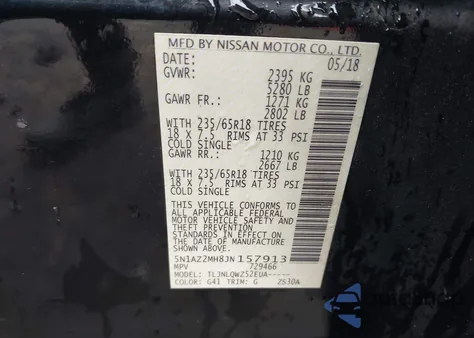 MFD BY NISSAN MOTOR CO., LTD.
DATE: 05/18
GVWR: 2395 KG
5280 LB
GAWR FR.: 1271 KG
2802 LB
WITH 235/65R18 TIRES
18 x 7.5 RIMS AT 33 PSI
COLD SINGLE
GAWR RR.: 1210 KG
2667 LB
WITH 235/65R18 TIRES
18 x 7.5 RIMS AT 33 PSI
COLD SINGLE
THIS VEHICLE CONFORMS TO ALL
APPLICABLE FEDERAL MOTOR
VEHICLE SAFETY AND
THEFT PREVENTION
STANDARDS IN EFFECT ON THE
DATE OF MANUFACTURE SHOWN
ABOVE.
5N1AZ2MH8JN157913
MPV 729466
MODEL: TLJNLQWZ52EUA-----
COLOR: G41 TRIM: G ZS30A